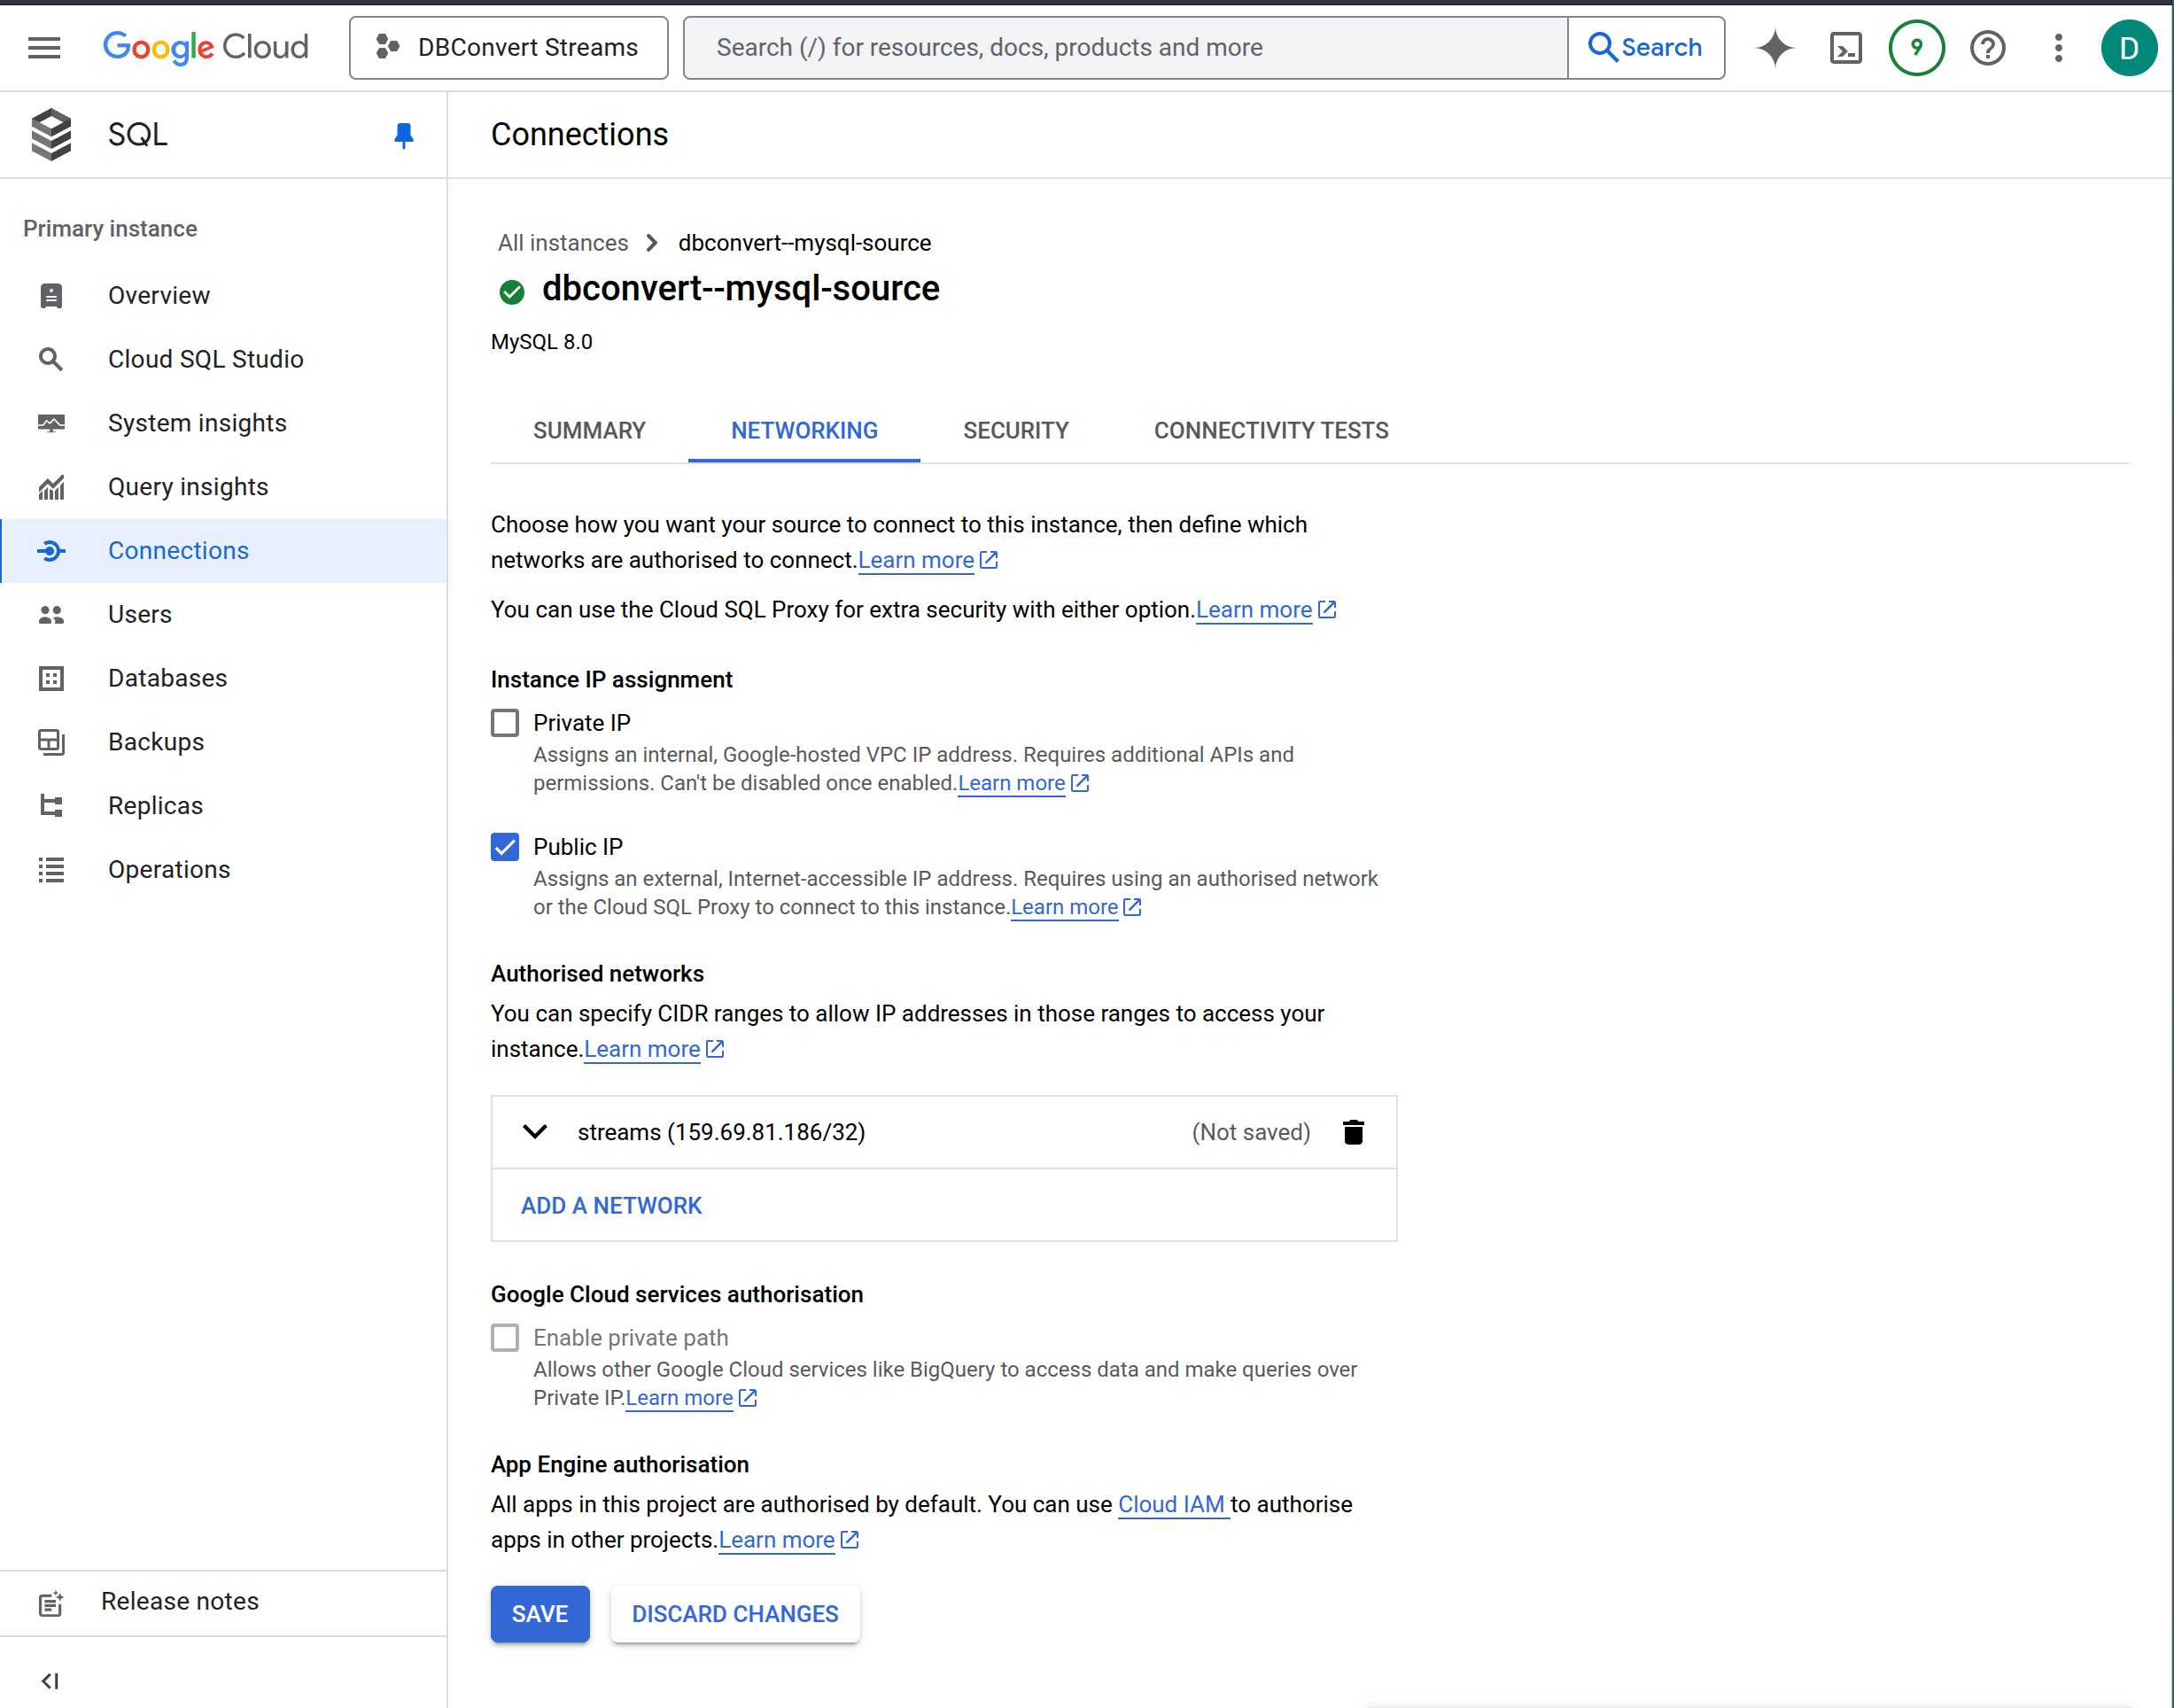 Google Cloud
DBConvert Streams
Search (/) for resources, docs, products and more
Search
9
D
SQL
Connections
Primary instance
Overview
Cloud SQL Studio
System insights
Query insights
Connections
Users
Databases
Backups
Replicas
Operations
Release notes
All instances
dbconvert--mysql-source
dbconvert--mysql-source
MySQL 8.0
SUMMARY
NETWORKING
SECURITY
CONNECTIVITY TESTS
Choose how you want your source to connect to this instance, then define which
networks are authorised to connect.Learn more
You can use the Cloud SQL Proxy for extra security with either option.Learn more
Instance IP assignment
Private IP
Assigns an internal, Google-hosted VPC IP address. Requires additional APIs and
permissions. Can't be disabled once enabled.Learn more
Public IP
Assigns an external, Internet-accessible IP address. Requires using an authorised network
or the Cloud SQL Proxy to connect to this instance.Learn more
Authorised networks
You can specify CIDR ranges to allow IP addresses in those ranges to access your
instance.Learn more
streams (159.69.81.186/32)
(Not saved)
ADD A NETWORK
Google Cloud services authorisation
Enable private path
Allows other Google Cloud services like BigQuery to access data and make queries over
Private IP.Learn more
App Engine authorisation
All apps in this project are authorised by default. You can use Cloud IAM to authorise
apps in other projects.Learn more
SAVE
DISCARD CHANGES